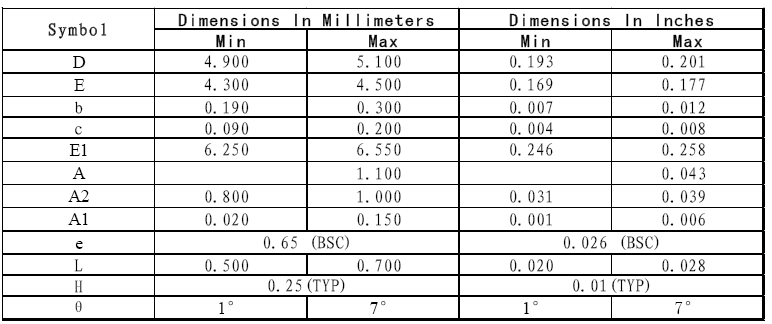 Symbol Dimensions In Millimeters Dimensions In Inches
Min Max Min Max
D 4.900 5.100 0.193 0.201
E 4.300 4.500 0.169 0.177
b 0.190 0.300 0.007 0.012
c 0.090 0.200 0.004 0.008
E1 6.250 6.550 0.246 0.258
A 1.100 0.043
A2 0.800 1.000 0.031 0.039
A1 0.020 0.150 0.001 0.006
e 0.65 (BSC) 0.026 (BSC)
L 0.500 0.700 0.020 0.028
H 0.25(TYP) 0.01(TYP)
θ 1° 7° 1° 7°